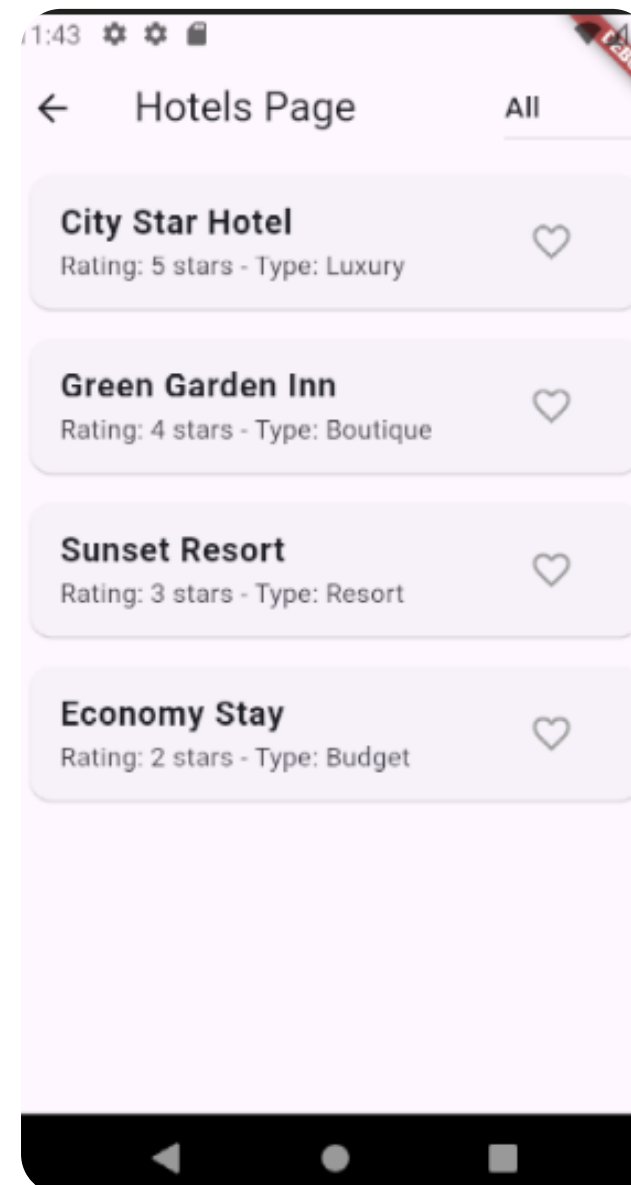 11:43
Hotels Page
All
City Star Hotel
Rating: 5 stars - Type: Luxury
Green Garden Inn
Rating: 4 stars - Type: Boutique
Sunset Resort
Rating: 3 stars - Type: Resort
Economy Stay
Rating: 2 stars - Type: Budget